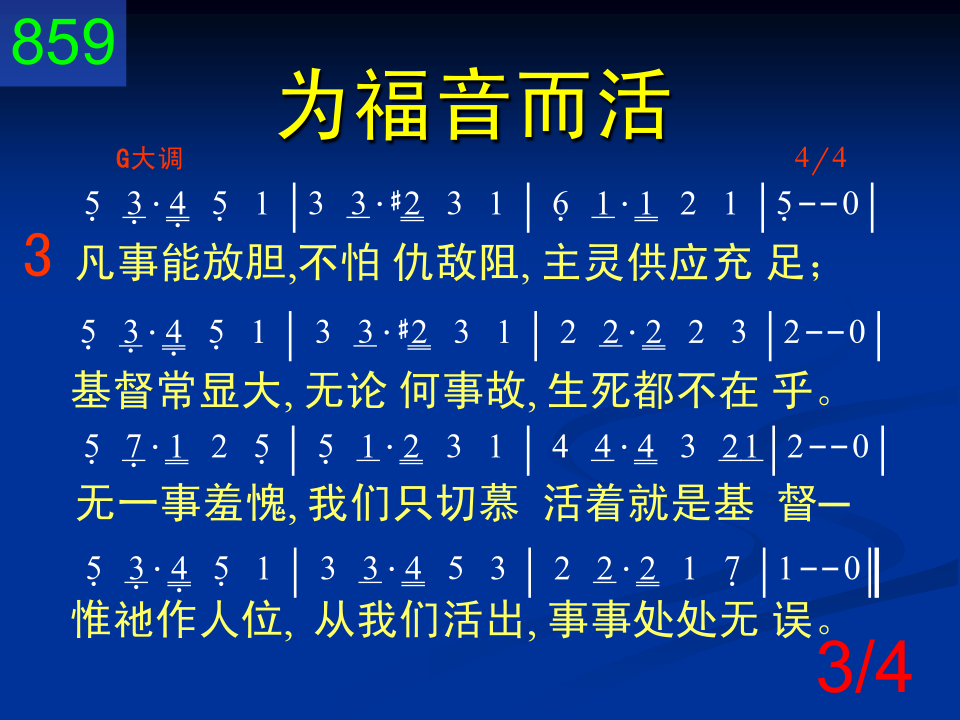 859
为福音而活
G大调 4/4
5̣ 3̣·4̣ 5̣ 1 | 3 3·#2 3 1 | 6̣ 1·1 2 1 | 5̣--0 |
3 凡事能放胆,不怕 仇敌阻, 主灵供应充 足；
5̣ 3̣·4̣ 5̣ 1 | 3 3·#2 3 1 | 2 2·2 2 3 | 2--0 |
基督常显大, 无论 何事故, 生死都不在 乎。
5̣ 7̣·1 2 5̣ | 5̣ 1·2 3 1 | 4 4·4 3 21 | 2--0 |
无一事羞愧, 我们只切慕 活着就是基 督─
5̣ 3̣·4̣ 5̣ 1 | 3 3·4 5 3 | 2 2·2 1 7̣ | 1--0 ‖
惟祂作人位, 从我们活出, 事事处处无 误。
3/4